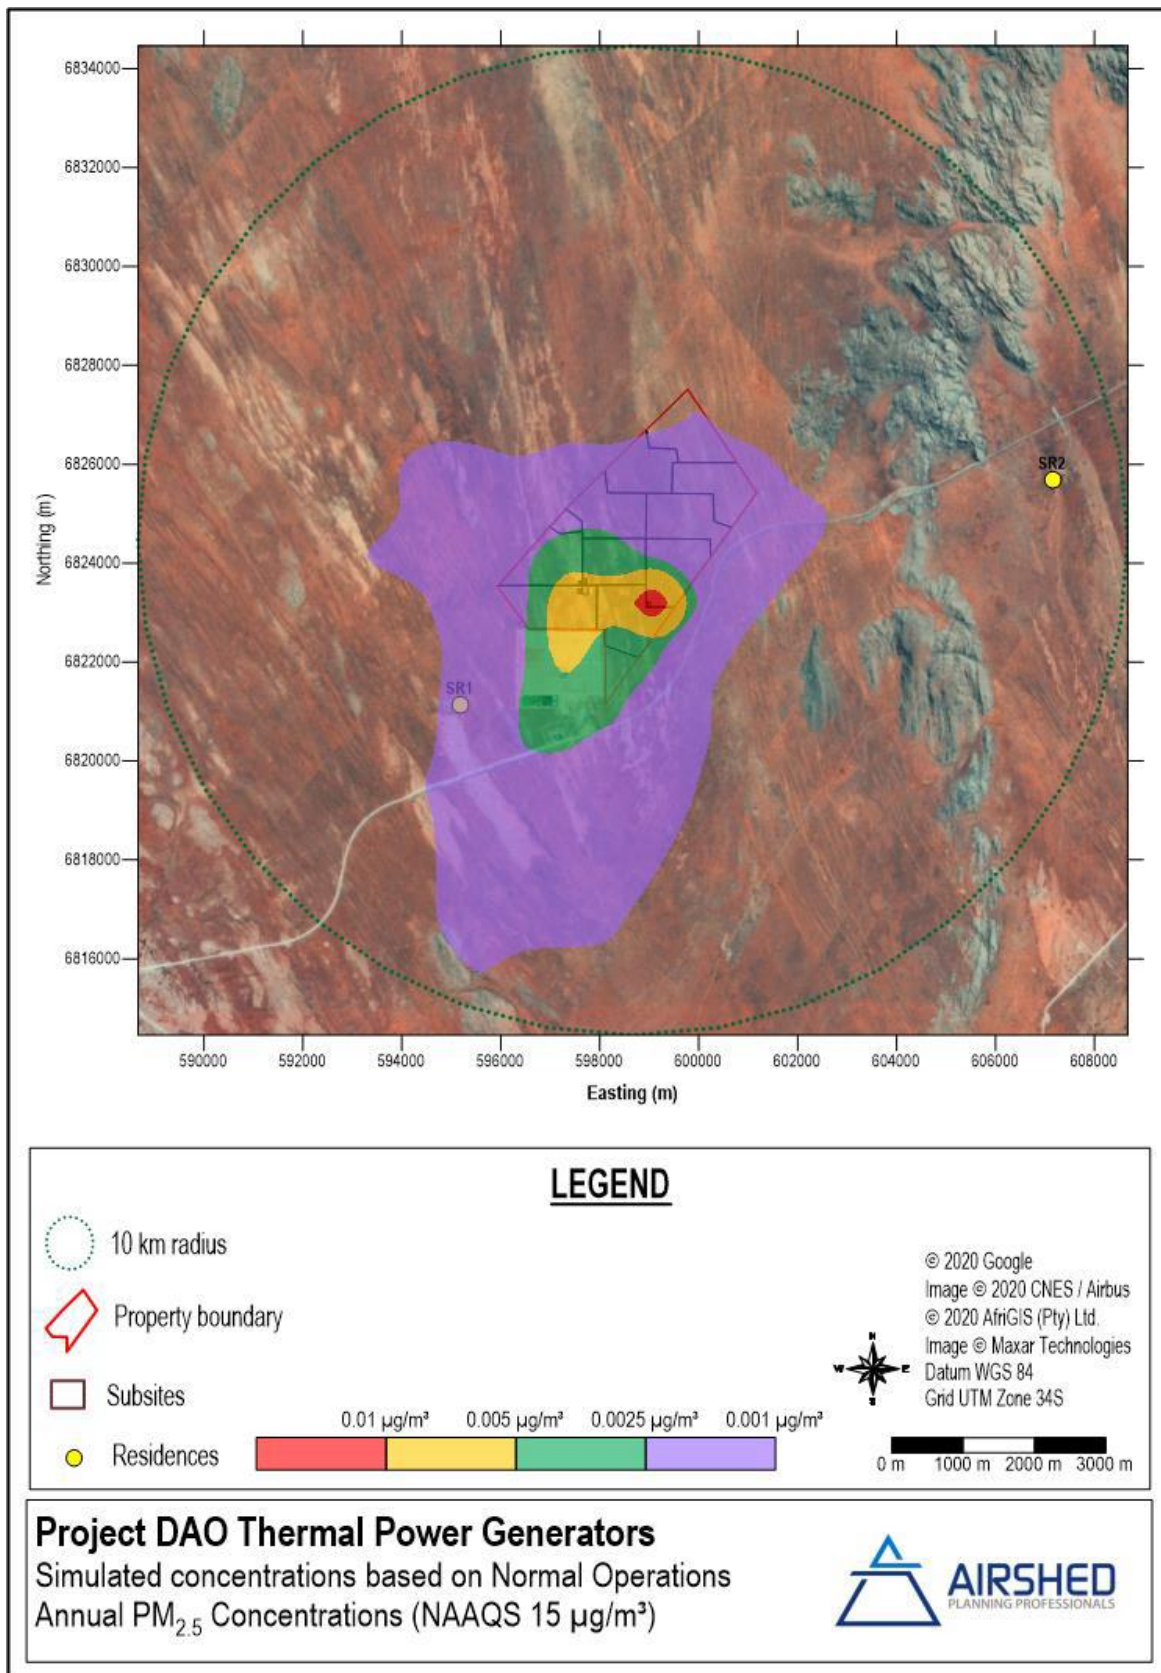 6834000
6832000
6830000
6828000
6826000
6824000
6822000
6820000
6818000
6816000
Northing (m)
SR2
SR1
590000 592000 594000 596000 598000 600000 602000 604000 606000 608000
Easting (m)
LEGEND
10 km radius
Property boundary
Subsites
Residences
0.01 µg/m³ 0.005 µg/m³ 0.0025 µg/m³ 0.001 µg/m³
© 2020 Google
Image © 2020 CNES / Airbus
© 2020 AfriGIS (Pty) Ltd.
Image © Maxar Technologies
Datum WGS 84
Grid UTM Zone 34S
N
W E
S
0 m 1000 m 2000 m 3000 m
Project DAO Thermal Power Generators
Simulated concentrations based on Normal Operations
Annual PM₂.₅ Concentrations (NAAQS 15 µg/m³)
AIRSHED
PLANNING PROFESSIONALS